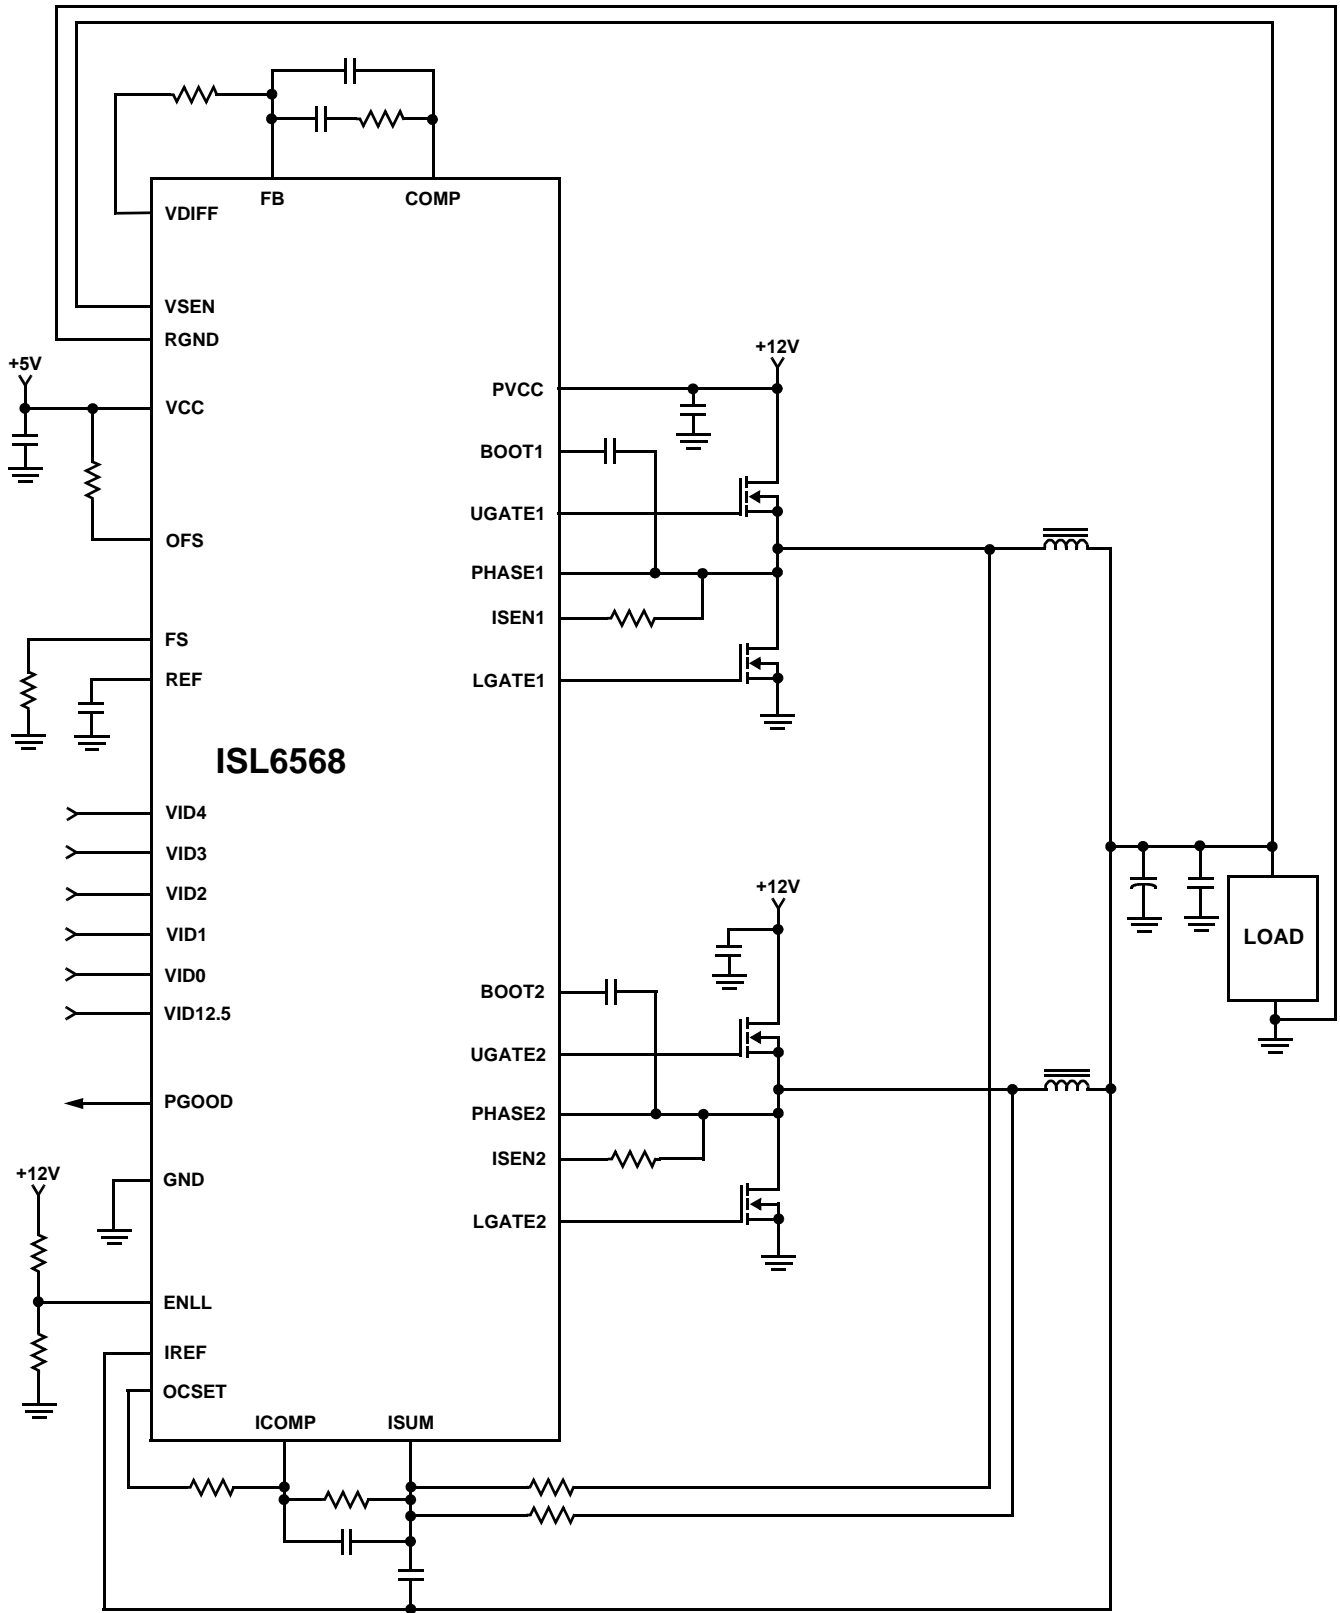 FB
COMP
VDIFF
VSEN
RGND
+5V
VCC
OFS
FS
REF
ISL6568
VID4
VID3
VID2
VID1
VID0
VID12.5
PGOOD
+12V
GND
ENLL
IREF
OCSET
ICOMP
ISUM
+12V
PVCC
BOOT1
UGATE1
PHASE1
ISEN1
LGATE1
+12V
BOOT2
UGATE2
PHASE2
ISEN2
LGATE2
LOAD